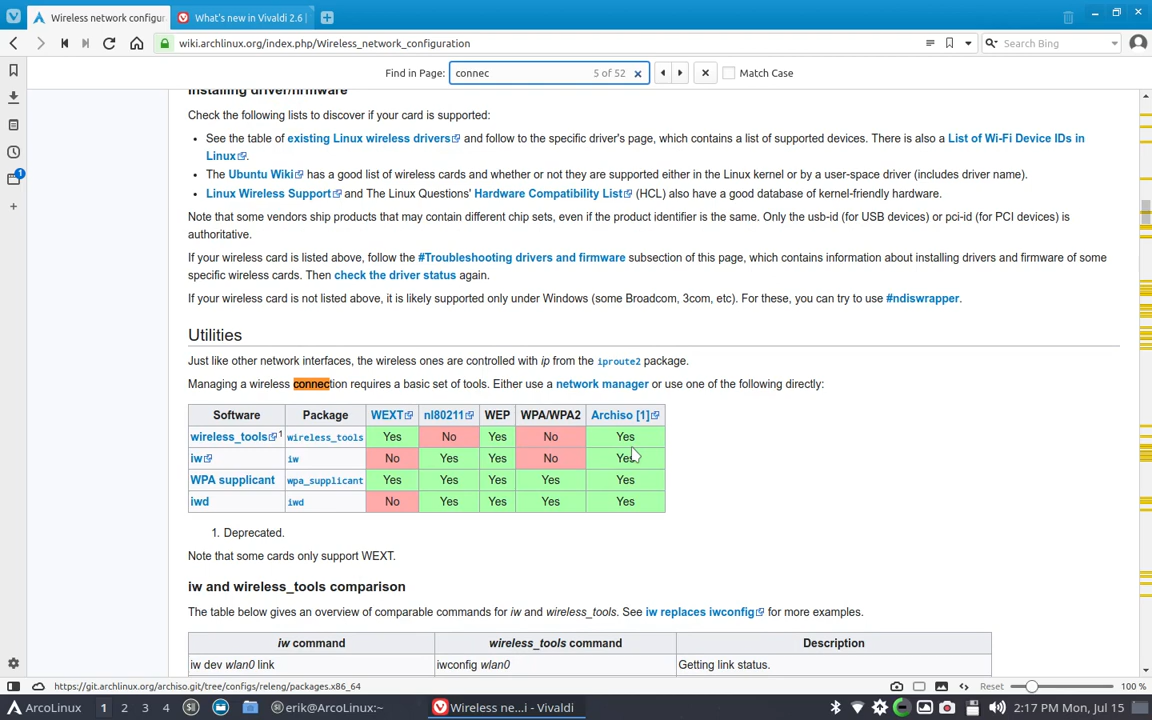 Wireless network configur
What's new in Vivaldi 2.6 |
wiki.archlinux.org/index.php/Wireless_network_configuration
Search Bing
Find in Page:
connec
5 of 52
Match Case
Installing driver/firmware
Check the following lists to discover if your card is supported:
• See the table of existing Linux wireless drivers and follow to the specific driver's page, which contains a list of supported devices. There is also a List of Wi-Fi Device IDs in
Linux.
• The Ubuntu Wiki has a good list of wireless cards and whether or not they are supported either in the Linux kernel or by a user-space driver (includes driver name).
• Linux Wireless Support and The Linux Questions' Hardware Compatibility List (HCL) also have a good database of kernel-friendly hardware.
Note that some vendors ship products that may contain different chip sets, even if the product identifier is the same. Only the usb-id (for USB devices) or pci-id (for PCI devices) is
authoritative.
If your wireless card is listed above, follow the #Troubleshooting drivers and firmware subsection of this page, which contains information about installing drivers and firmware of some
specific wireless cards. Then check the driver status again.
If your wireless card is not listed above, it is likely supported only under Windows (some Broadcom, 3com, etc). For these, you can try to use #ndiswrapper.
Utilities
Just like other network interfaces, the wireless ones are controlled with ip from the iproute2 package.
Managing a wireless connection requires a basic set of tools. Either use a network manager or use one of the following directly:
Software Package WEXT nl80211 WEP WPA/WPA2 Archiso [1]
wireless_tools1 wireless_tools Yes No Yes No Yes
iw iw No Yes Yes No Yes
WPA supplicant wpa_supplicant Yes Yes Yes Yes Yes
iwd iwd No Yes Yes Yes Yes
1. Deprecated.
Note that some cards only support WEXT.
iw and wireless_tools comparison
The table below gives an overview of comparable commands for iw and wireless_tools. See iw replaces iwconfig for more examples.
iw command wireless_tools command Description
iw dev wlan0 link iwconfig wlan0 Getting link status.
1
https://git.archlinux.org/archiso.git/tree/configs/releng/packages.x86_64
Reset
100 %
ArcoLinux 1 2 3 4 erik@ArcoLinux:~ Wireless ne...i - Vivaldi 2:17 PM Mon, Jul 15